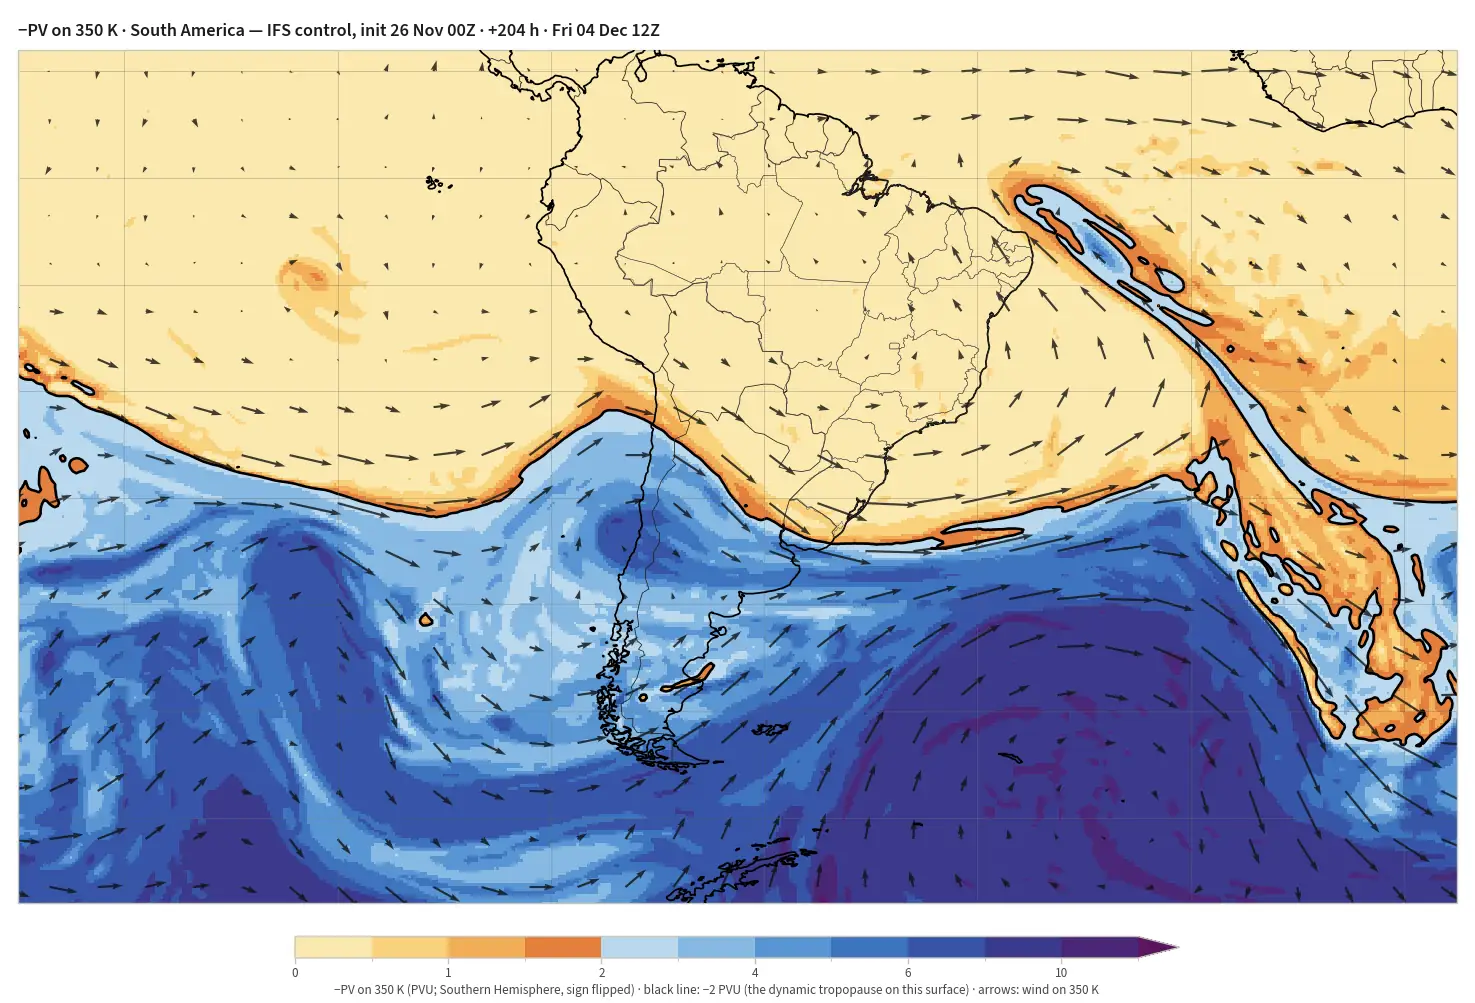 −PV on 350 K · South America — IFS control, init 26 Nov 00Z · +204 h · Fri 04 Dec 12Z
0 1 2 4 6 10
−PV on 350 K (PVU; Southern Hemisphere, sign flipped) · black line: −2 PVU (the dynamic tropopause on this surface) · arrows: wind on 350 K